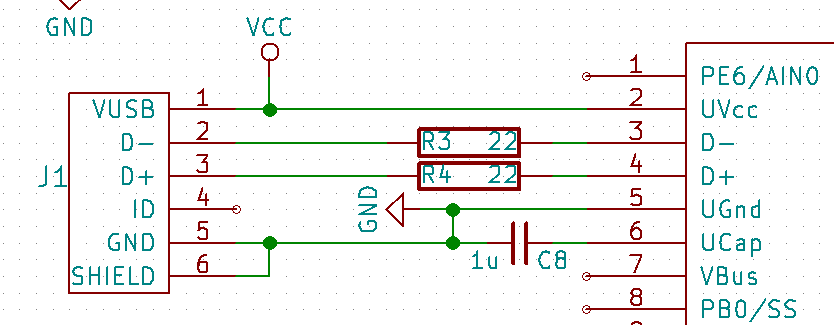 GND
VCC
1
PE6/AIN0
VUSB 1
2 UVcc
D- 2
R3 22
3 D-
J1
D+ 3
R4 22
4 D+
ID 4
GND
5 UGnd
GND 5
6 UCap
1u C8
SHIELD 6
7 VBus
8 PB0/SS